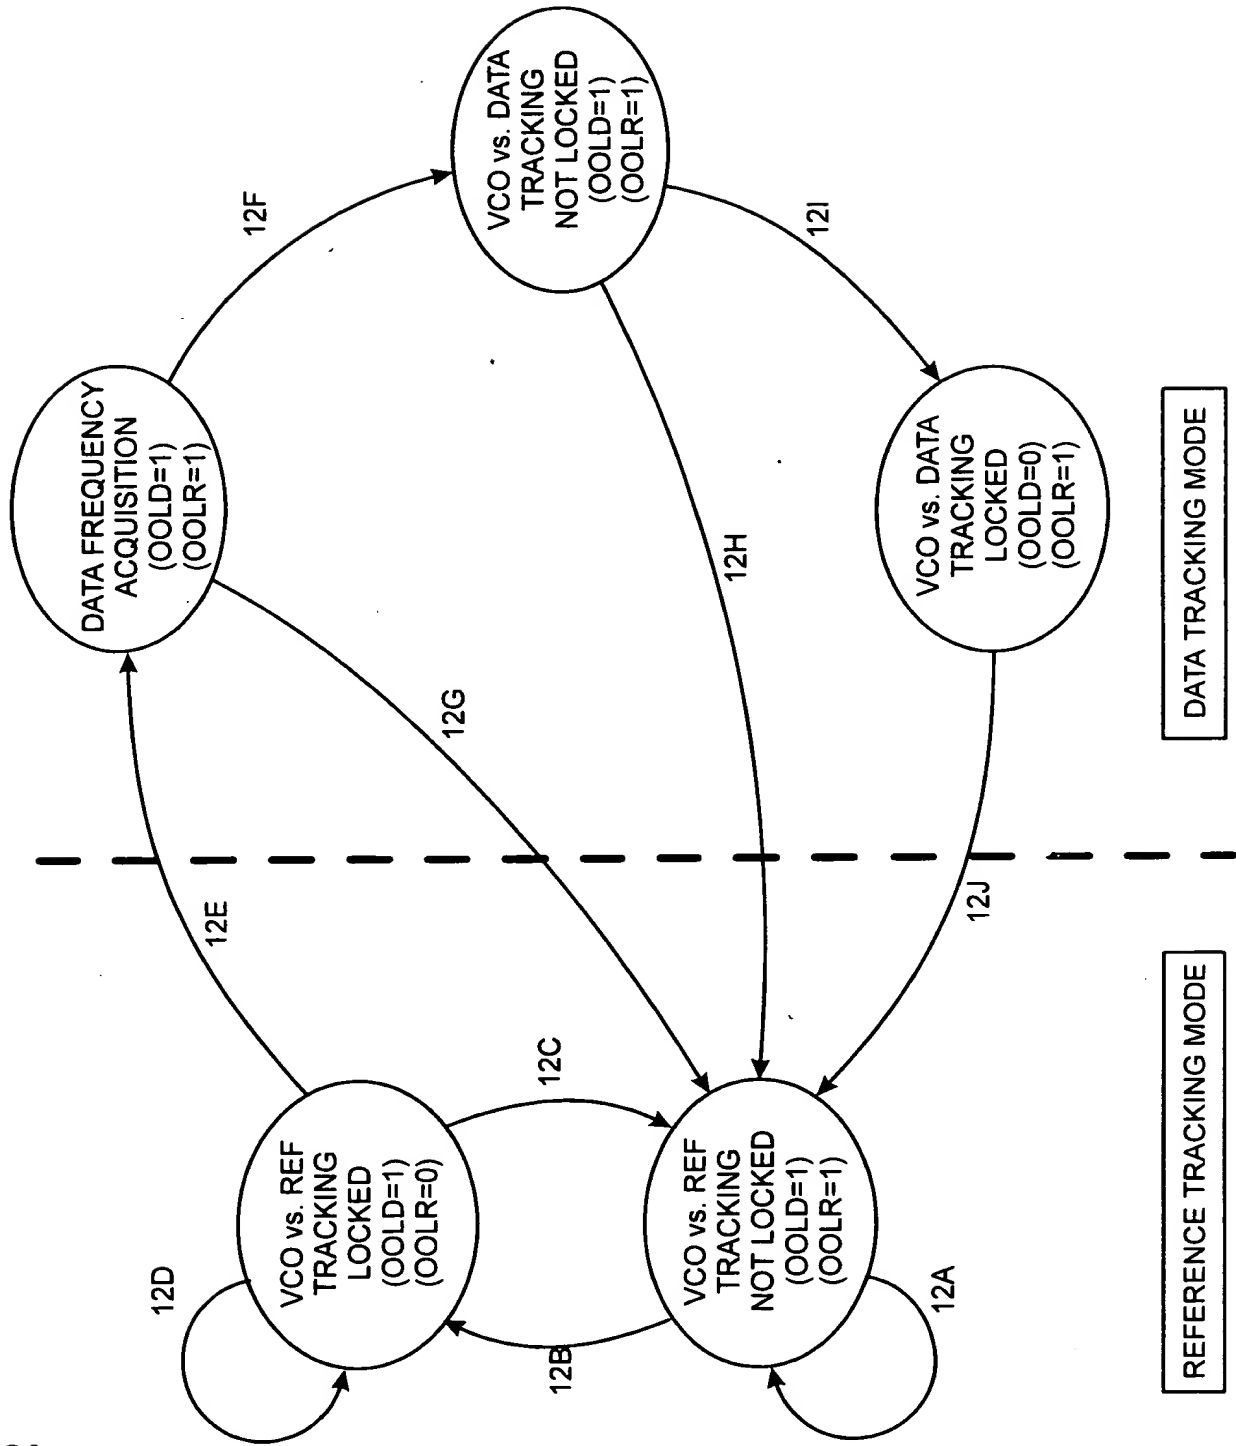 12D
VCO vs. REF
TRACKING
LOCKED
(OOLD=1)
(OOLR=0)
12E
DATA FREQUENCY
ACQUISITION
(OOLD=1)
(OOLR=1)
12F
VCO vs. DATA
TRACKING
NOT LOCKED
(OOLD=1)
(OOLR=1)
12B
12C
12G
12H
12I
VCO vs. REF
TRACKING
NOT LOCKED
(OOLD=1)
(OOLR=1)
12A
12J
VCO vs. DATA
TRACKING
LOCKED
(OOLD=0)
(OOLR=1)
REFERENCE TRACKING MODE
DATA TRACKING MODE